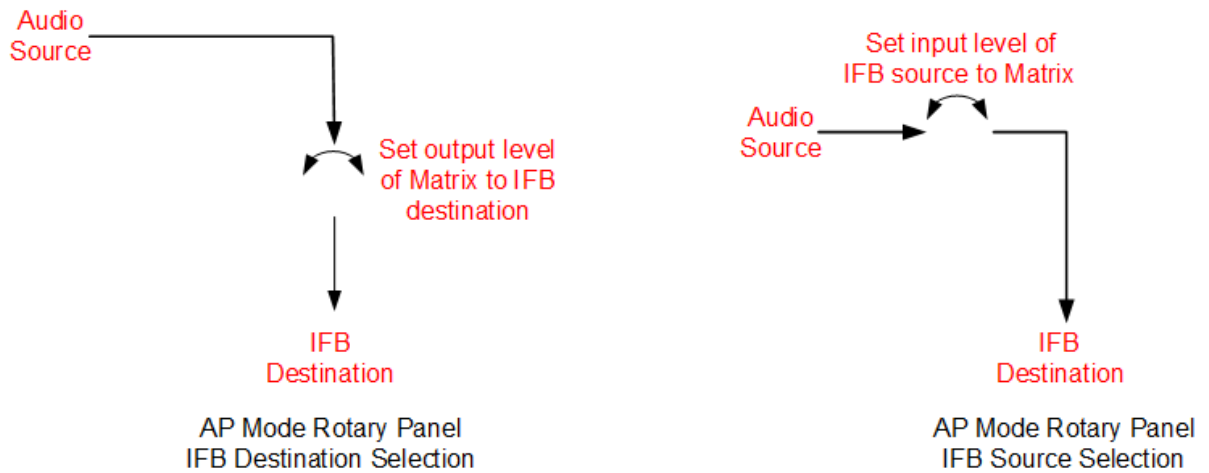 Audio
Source
Set output level
of Matrix to IFB
destination
IFB
Destination
AP Mode Rotary Panel
IFB Destination Selection
Set input level of
IFB source to Matrix
Audio
Source
IFB
Destination
AP Mode Rotary Panel
IFB Source Selection